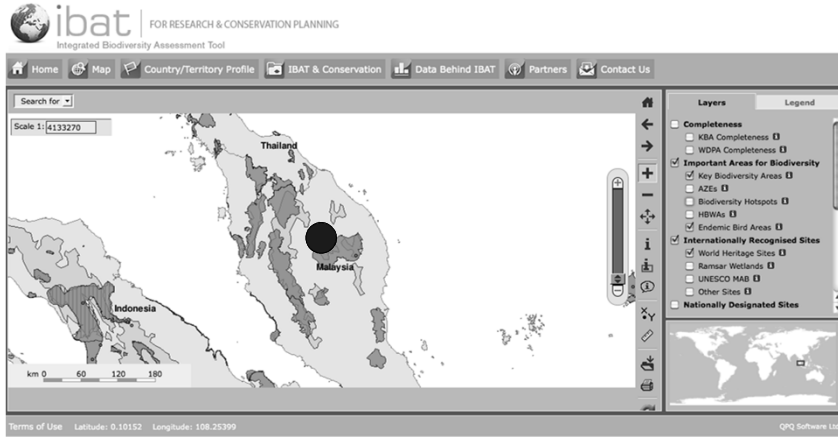 ibat FOR RESEARCH & CONSERVATION PLANNING
Integrated Biodiversity Assessment Tool
Home Map Country/Territory Profile IBAT & Conservation Data Behind IBAT Partners Contact Us
Search for
Scale 1: 4133270
Thailand
Malaysia
Indonesia
km 0 60 120 180
Layers Legend
Completeness
KBA Completeness
WDPA Completeness
Important Areas for Biodiversity
Key Biodiversity Areas
AZEs
Biodiversity Hotspots
HBWAs
Endemic Bird Areas
Internationally Recognised Sites
World Heritage Sites
Ramsar Wetlands
UNESCO MAB
Other Sites
Nationally Designated Sites
Terms of Use Latitude: 0.10152 Longitude: 108.25399 QPQ Software